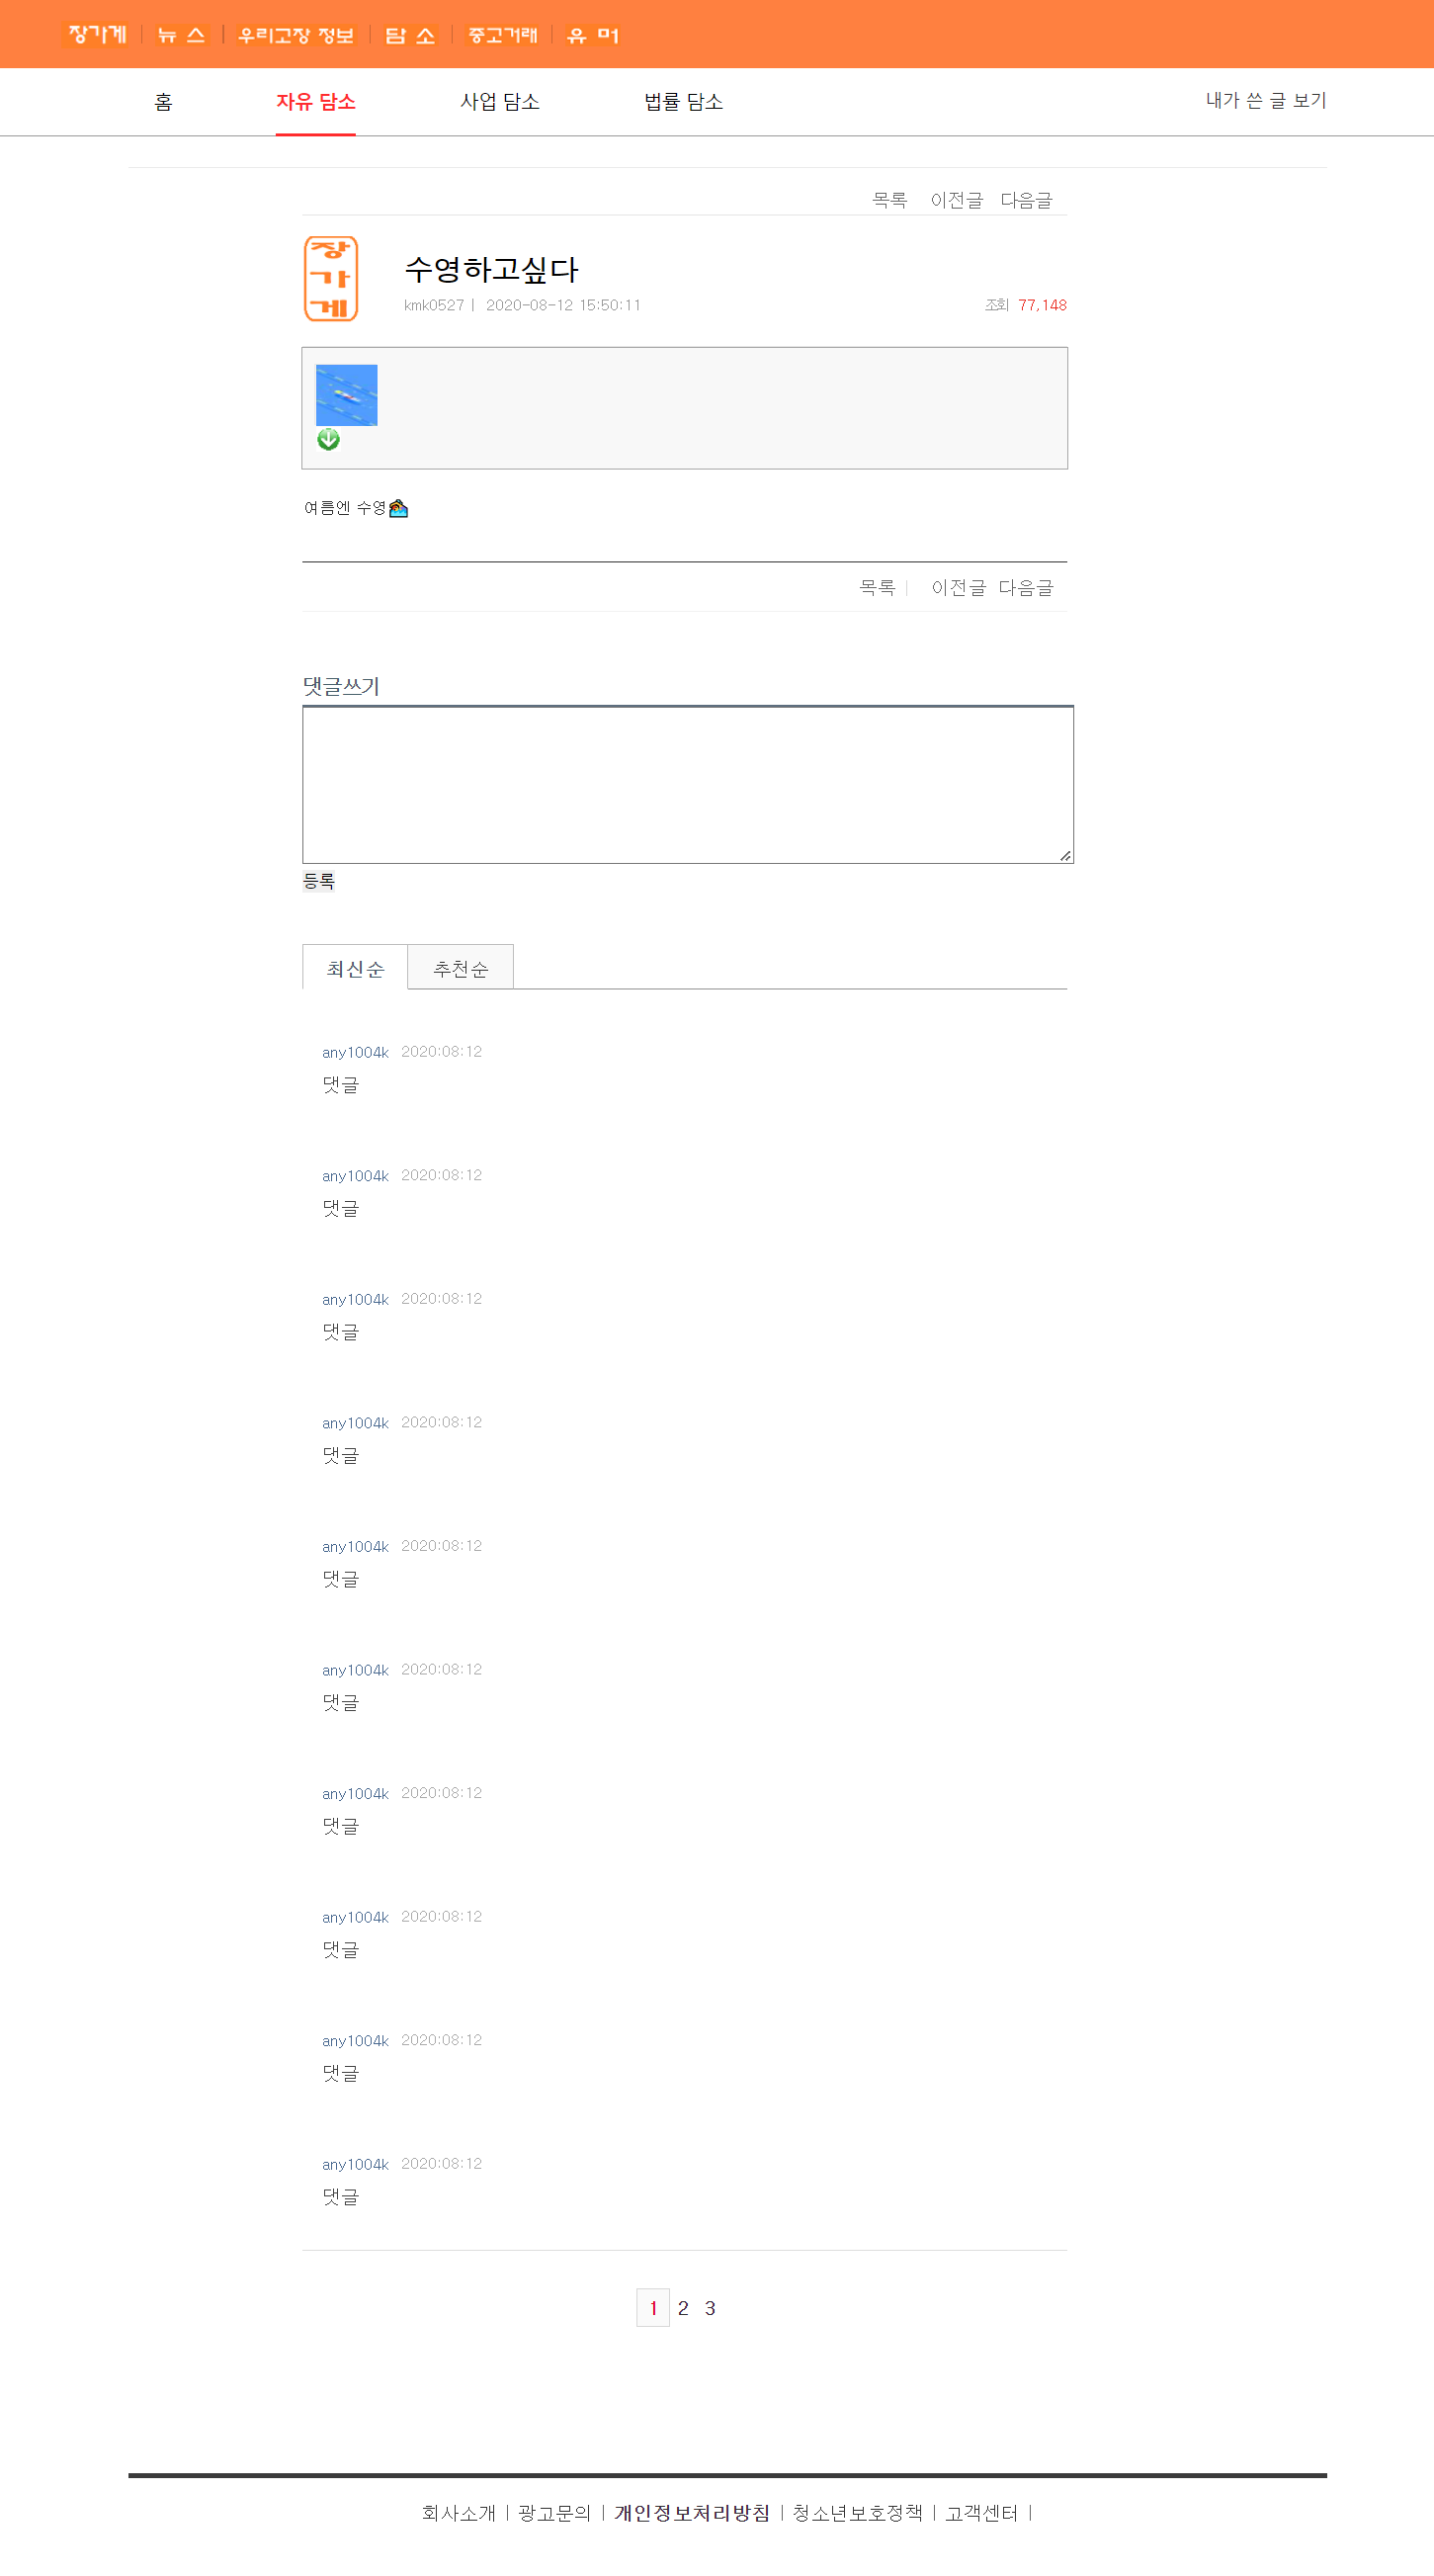 장가게 | 뉴 스 | 우리고장 정보 | 담 소 | 중고거래 | 유 머
홈 자유 담소 사업 담소 법률 담소 내가 쓴 글 보기
목록 이전글 다음글
장
가
게
수영하고싶다
kmk0527 | 2020-08-12 15:50:11 조회 77,148
여름엔 수영
목록 | 이전글 다음글
댓글쓰기
등록
최신순 추천순
any1004k 2020:08:12
댓글
any1004k 2020:08:12
댓글
any1004k 2020:08:12
댓글
any1004k 2020:08:12
댓글
any1004k 2020:08:12
댓글
any1004k 2020:08:12
댓글
any1004k 2020:08:12
댓글
any1004k 2020:08:12
댓글
any1004k 2020:08:12
댓글
any1004k 2020:08:12
댓글
1 2 3
회사소개 | 광고문의 | 개인정보처리방침 | 청소년보호정책 | 고객센터 |